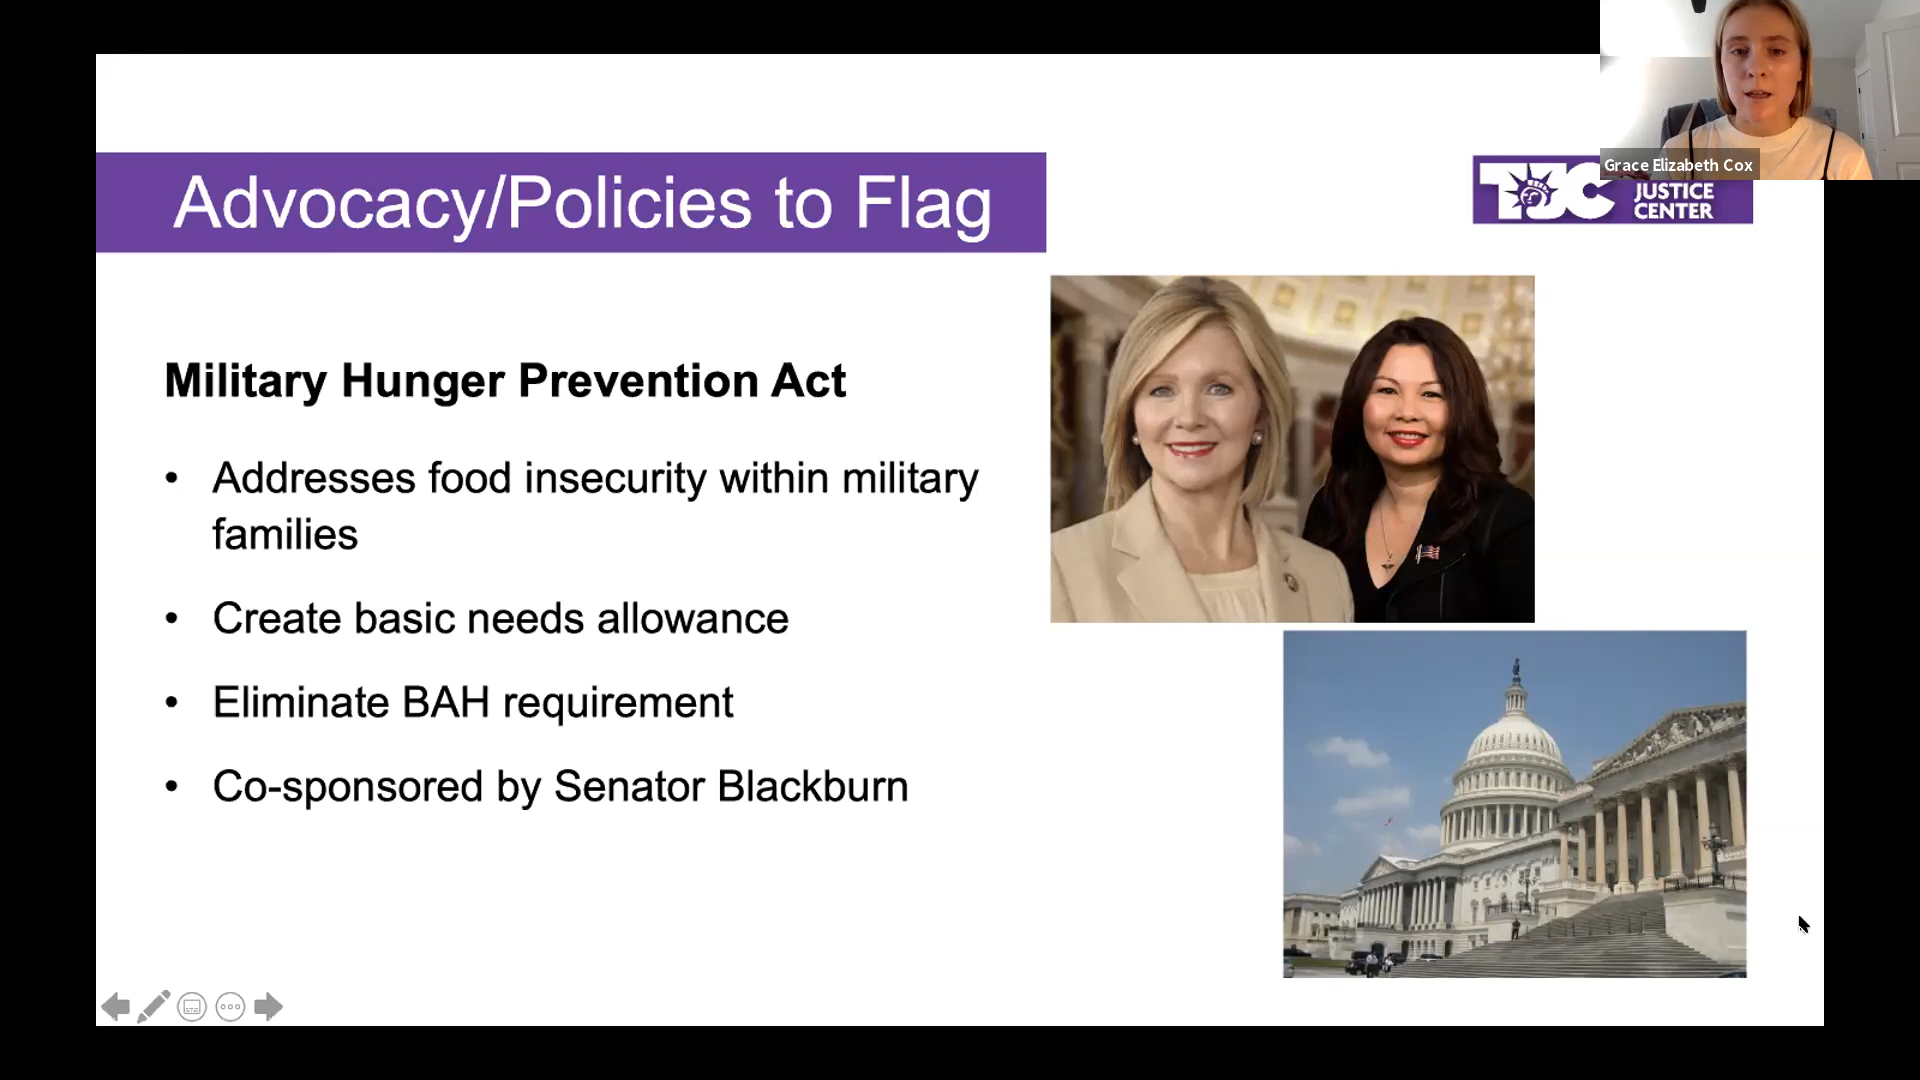 Grace Elizabeth Cox
Advocacy/Policies to Flag
TJC
JUSTICE
CENTER
Military Hunger Prevention Act
• Addresses food insecurity within military
families
• Create basic needs allowance
• Eliminate BAH requirement
• Co-sponsored by Senator Blackburn